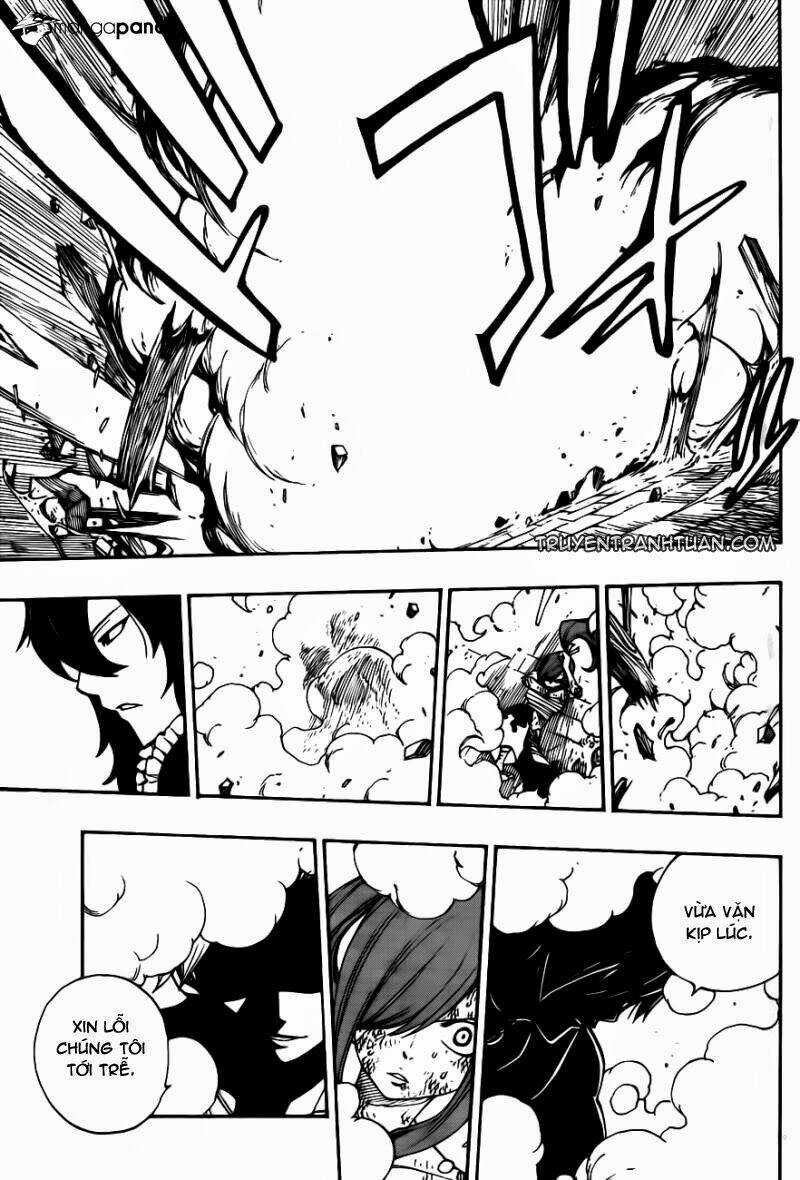 mangapanda
TRUYENTRANHTUAN.COM
VỪA VẶN
KỊP LÚC.
XIN LỖI
CHÚNG TÔI
TỚI TRỄ.